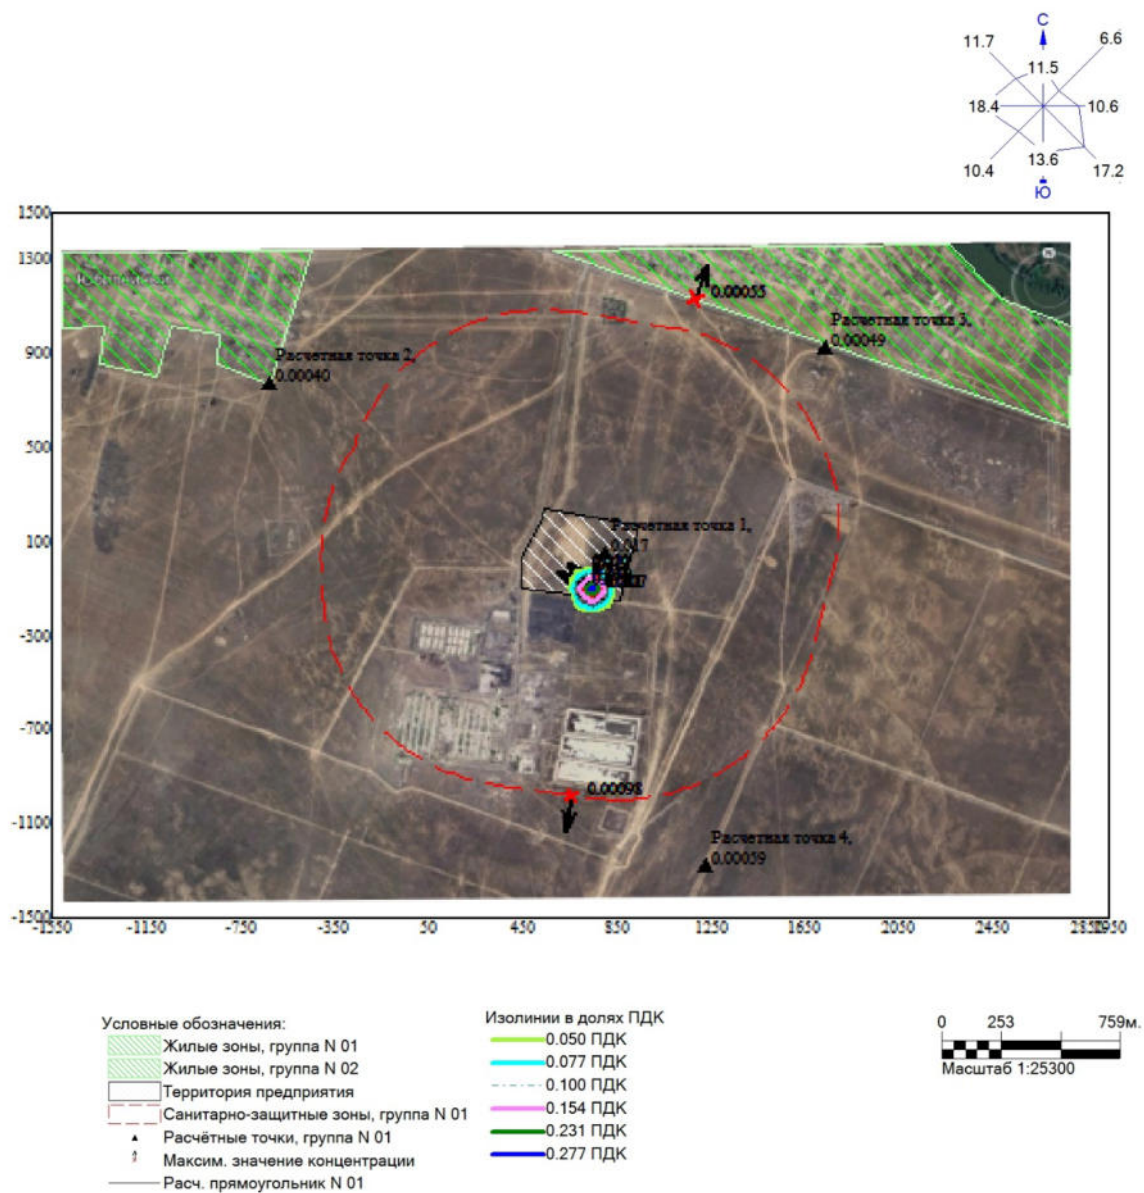 С
11.7
6.6
11.5
18.4
10.6
13.6
10.4
17.2
Ю
1500
1300
900
500
100
-300
-700
-1100
-1500
0.00055
Расчетная точка 3,
0.00049
Расчетная точка 2,
0.00040
Расчетная точка 1,
0.00098
Расчетная точка 4,
0.00059
-1550
-1150
-750
-350
50
450
850
1250
1650
2050
2450
Условные обозначения:
Жилые зоны, группа N 01
Жилые зоны, группа N 02
Территория предприятия
Санитарно-защитные зоны, группа N 01
Расчётные точки, группа N 01
Максим. значение концентрации
Расч. прямоугольник N 01
Изолинии в долях ПДК
0.050 ПДК
0.077 ПДК
0.100 ПДК
0.154 ПДК
0.231 ПДК
0.277 ПДК
0 253 759м.
Масштаб 1:25300